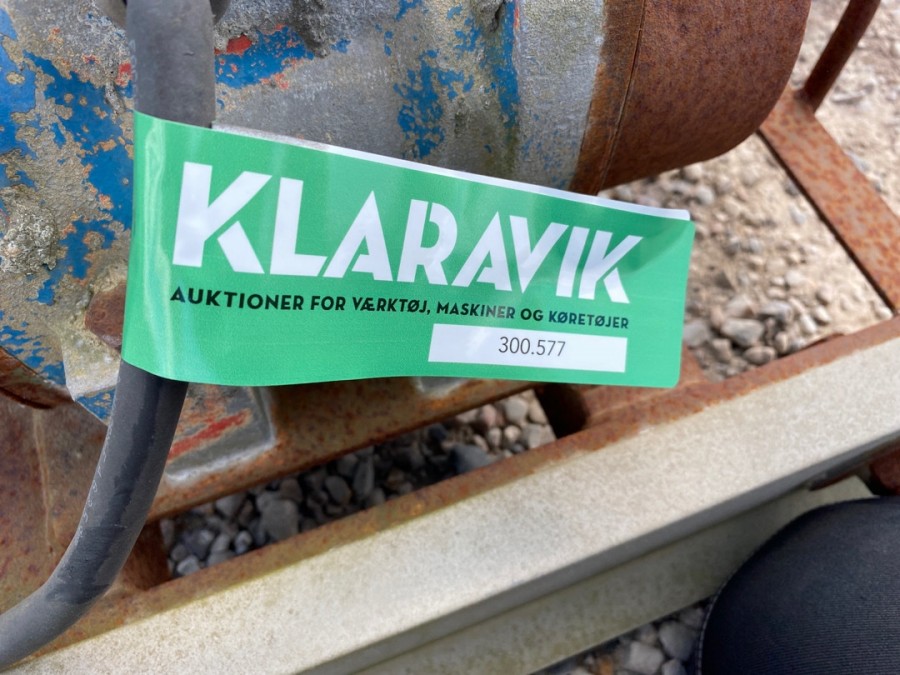 KLARAVIK
AUKTIONER FOR VÆRKTØJ, MASKINER OG KØRETØJER
300.577